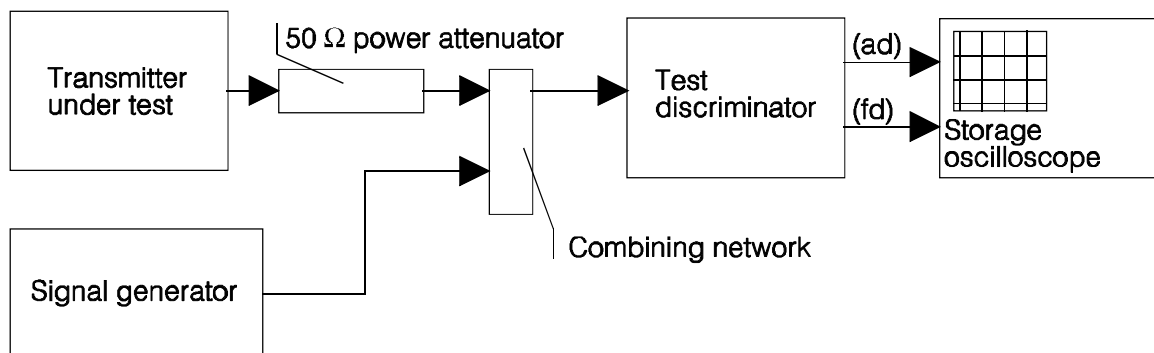 50 Ω power attenuator
Transmitter
under test
Test
discriminator
(ad)
(fd)
Storage
oscilloscope
Combining network
Signal generator